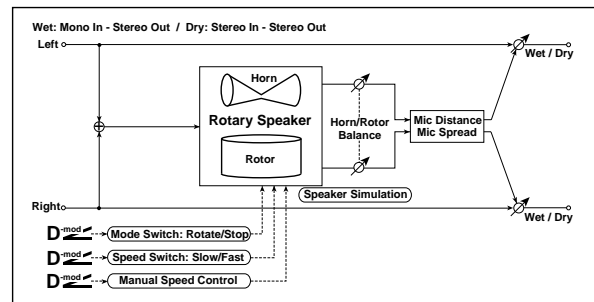 Wet: Mono In - Stereo Out / Dry: Stereo In - Stereo Out
Left
Wet / Dry
Horn
Rotary Speaker
Rotor
Horn/Rotor
Balance
Mic Distance
Mic Spread
Speaker Simulation
Right
Wet / Dry
D-mod Mode Switch: Rotate/Stop
D-mod Speed Switch: Slow/Fast
D-mod Manual Speed Control